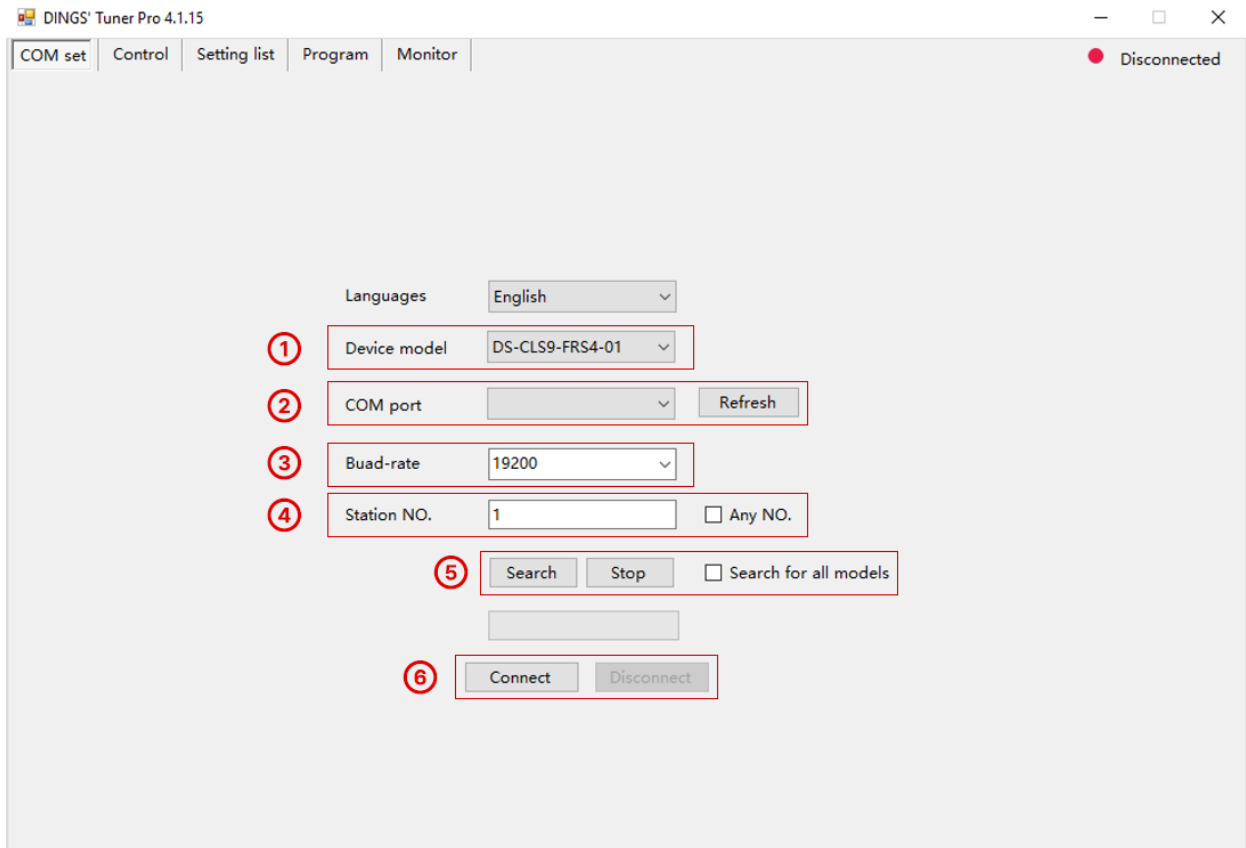 DINGS' Tuner Pro 4.1.15
COM set Control Setting list Program Monitor Disconnected
Languages English
① Device model DS-CLS9-FRS4-01
② COM port Refresh
③ Buad-rate 19200
④ Station NO. 1 Any NO.
⑤ Search Stop Search for all models
⑥ Connect Disconnect